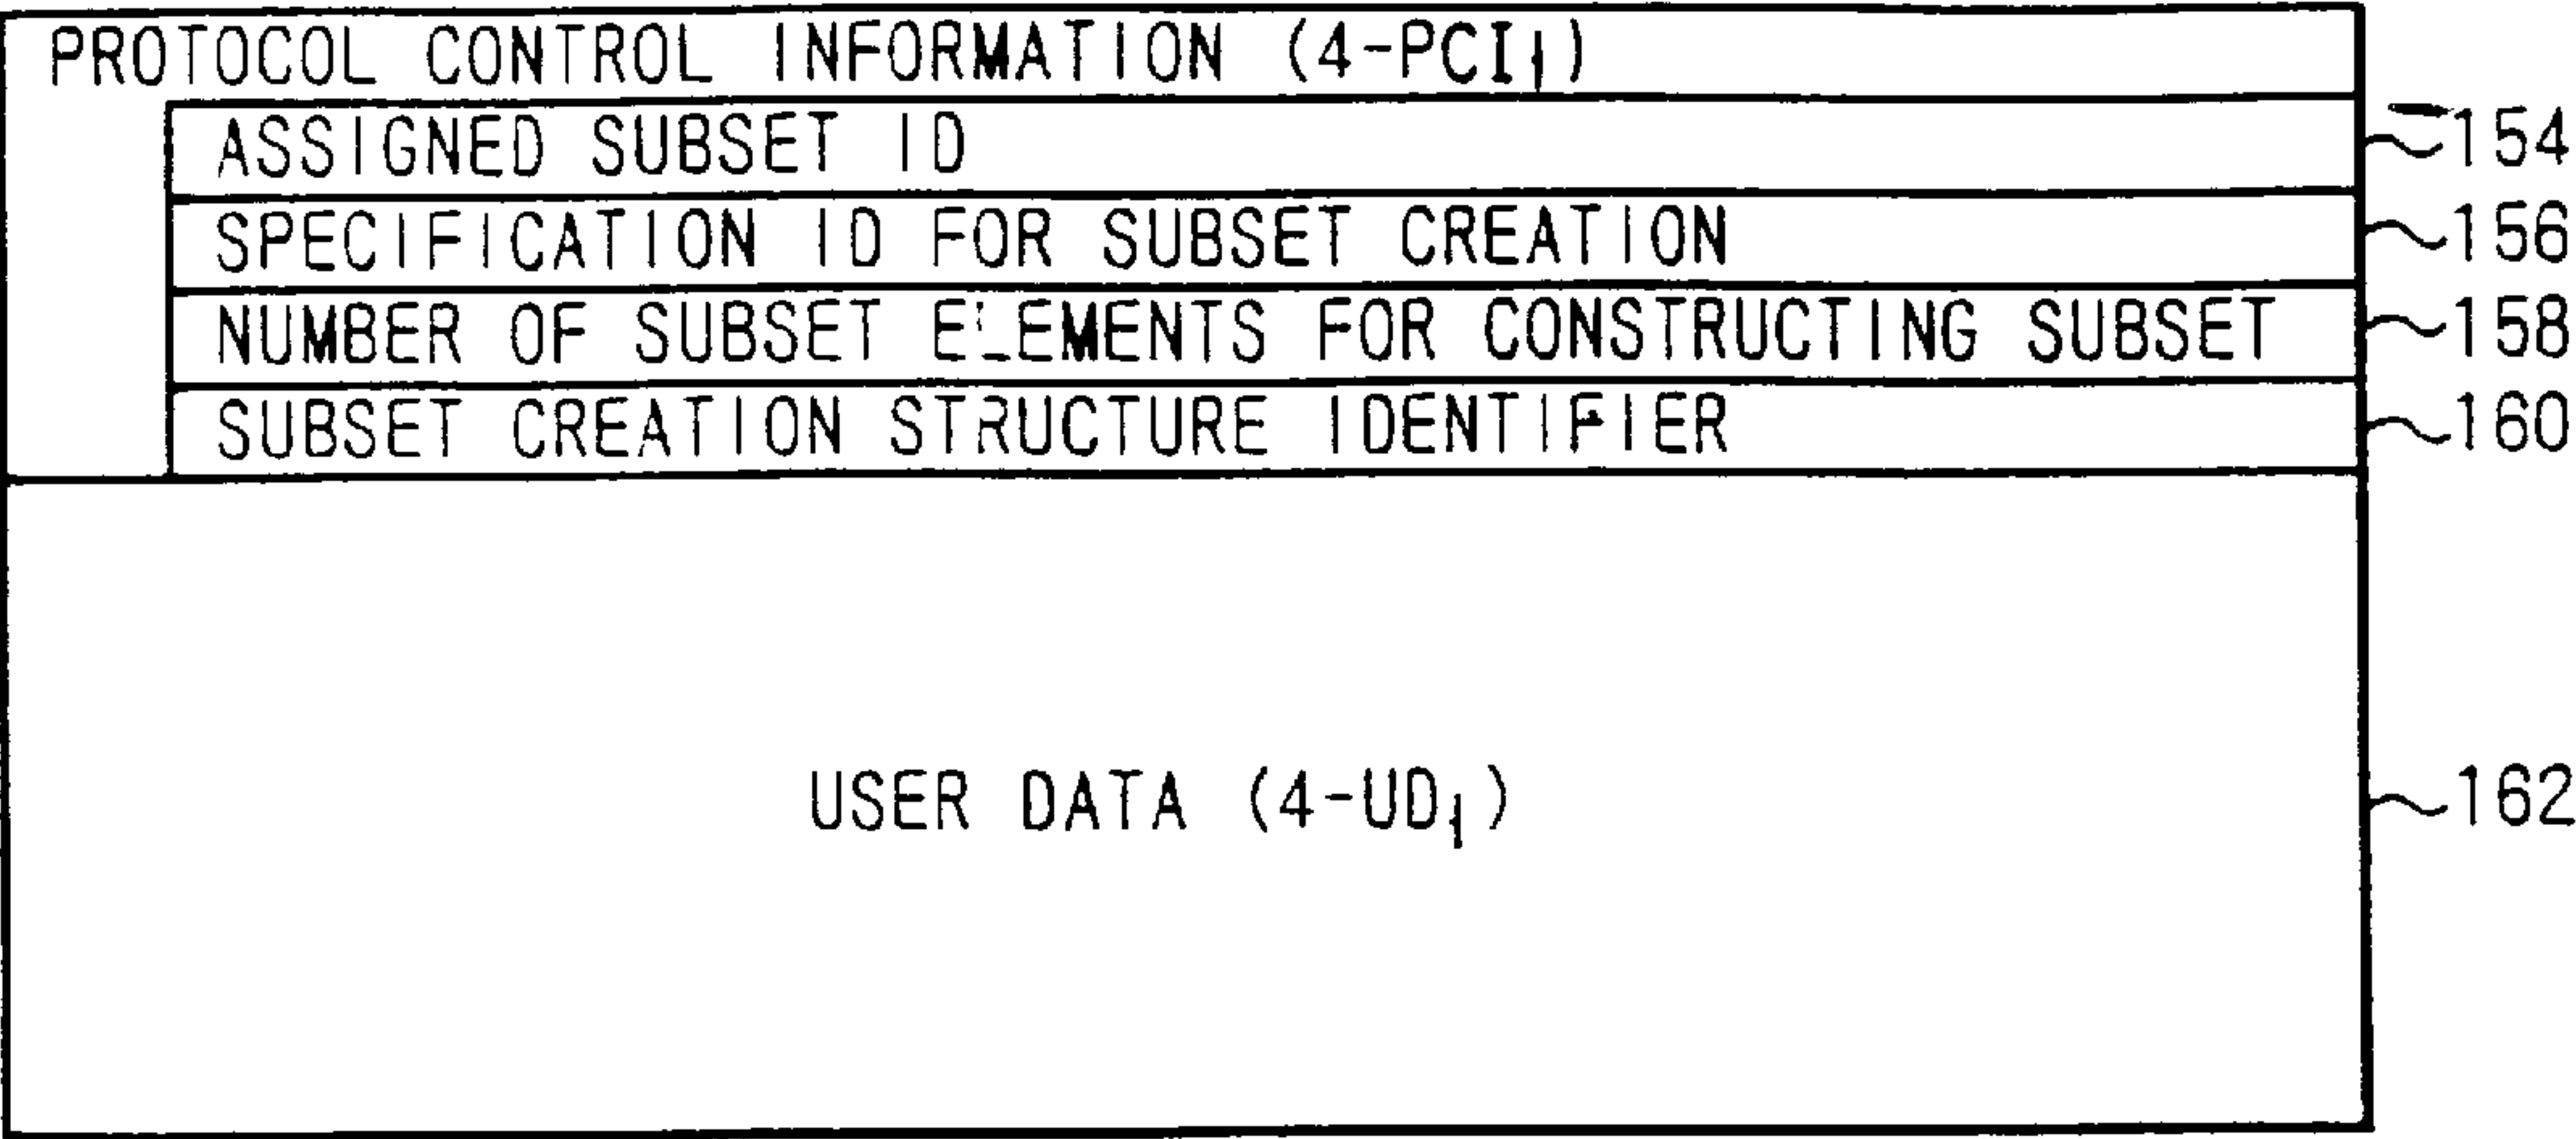 PROTOCOL CONTROL INFORMATION (4-PCI₁)
ASSIGNED SUBSET ID 154
SPECIFICATION ID FOR SUBSET CREATION 156
NUMBER OF SUBSET ELEMENTS FOR CONSTRUCTING SUBSET 158
SUBSET CREATION STRUCTURE IDENTIFIER 160
USER DATA (4-UD₁) 162